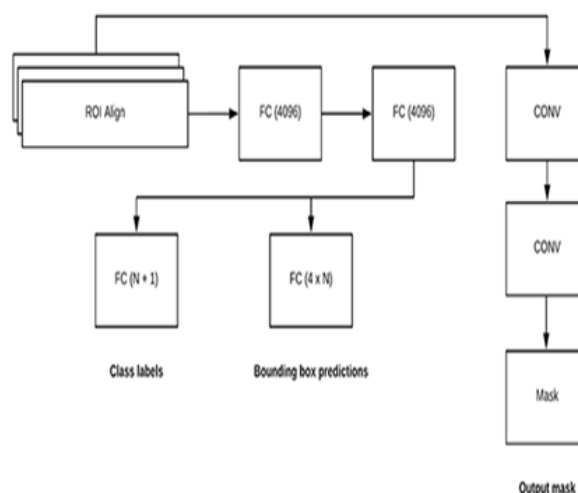 ROI Align
FC (4096)
FC (4096)
CONV
FC (N + 1)
FC (4 x N)
CONV
Class labels
Bounding box predictions
Mask
Output mask